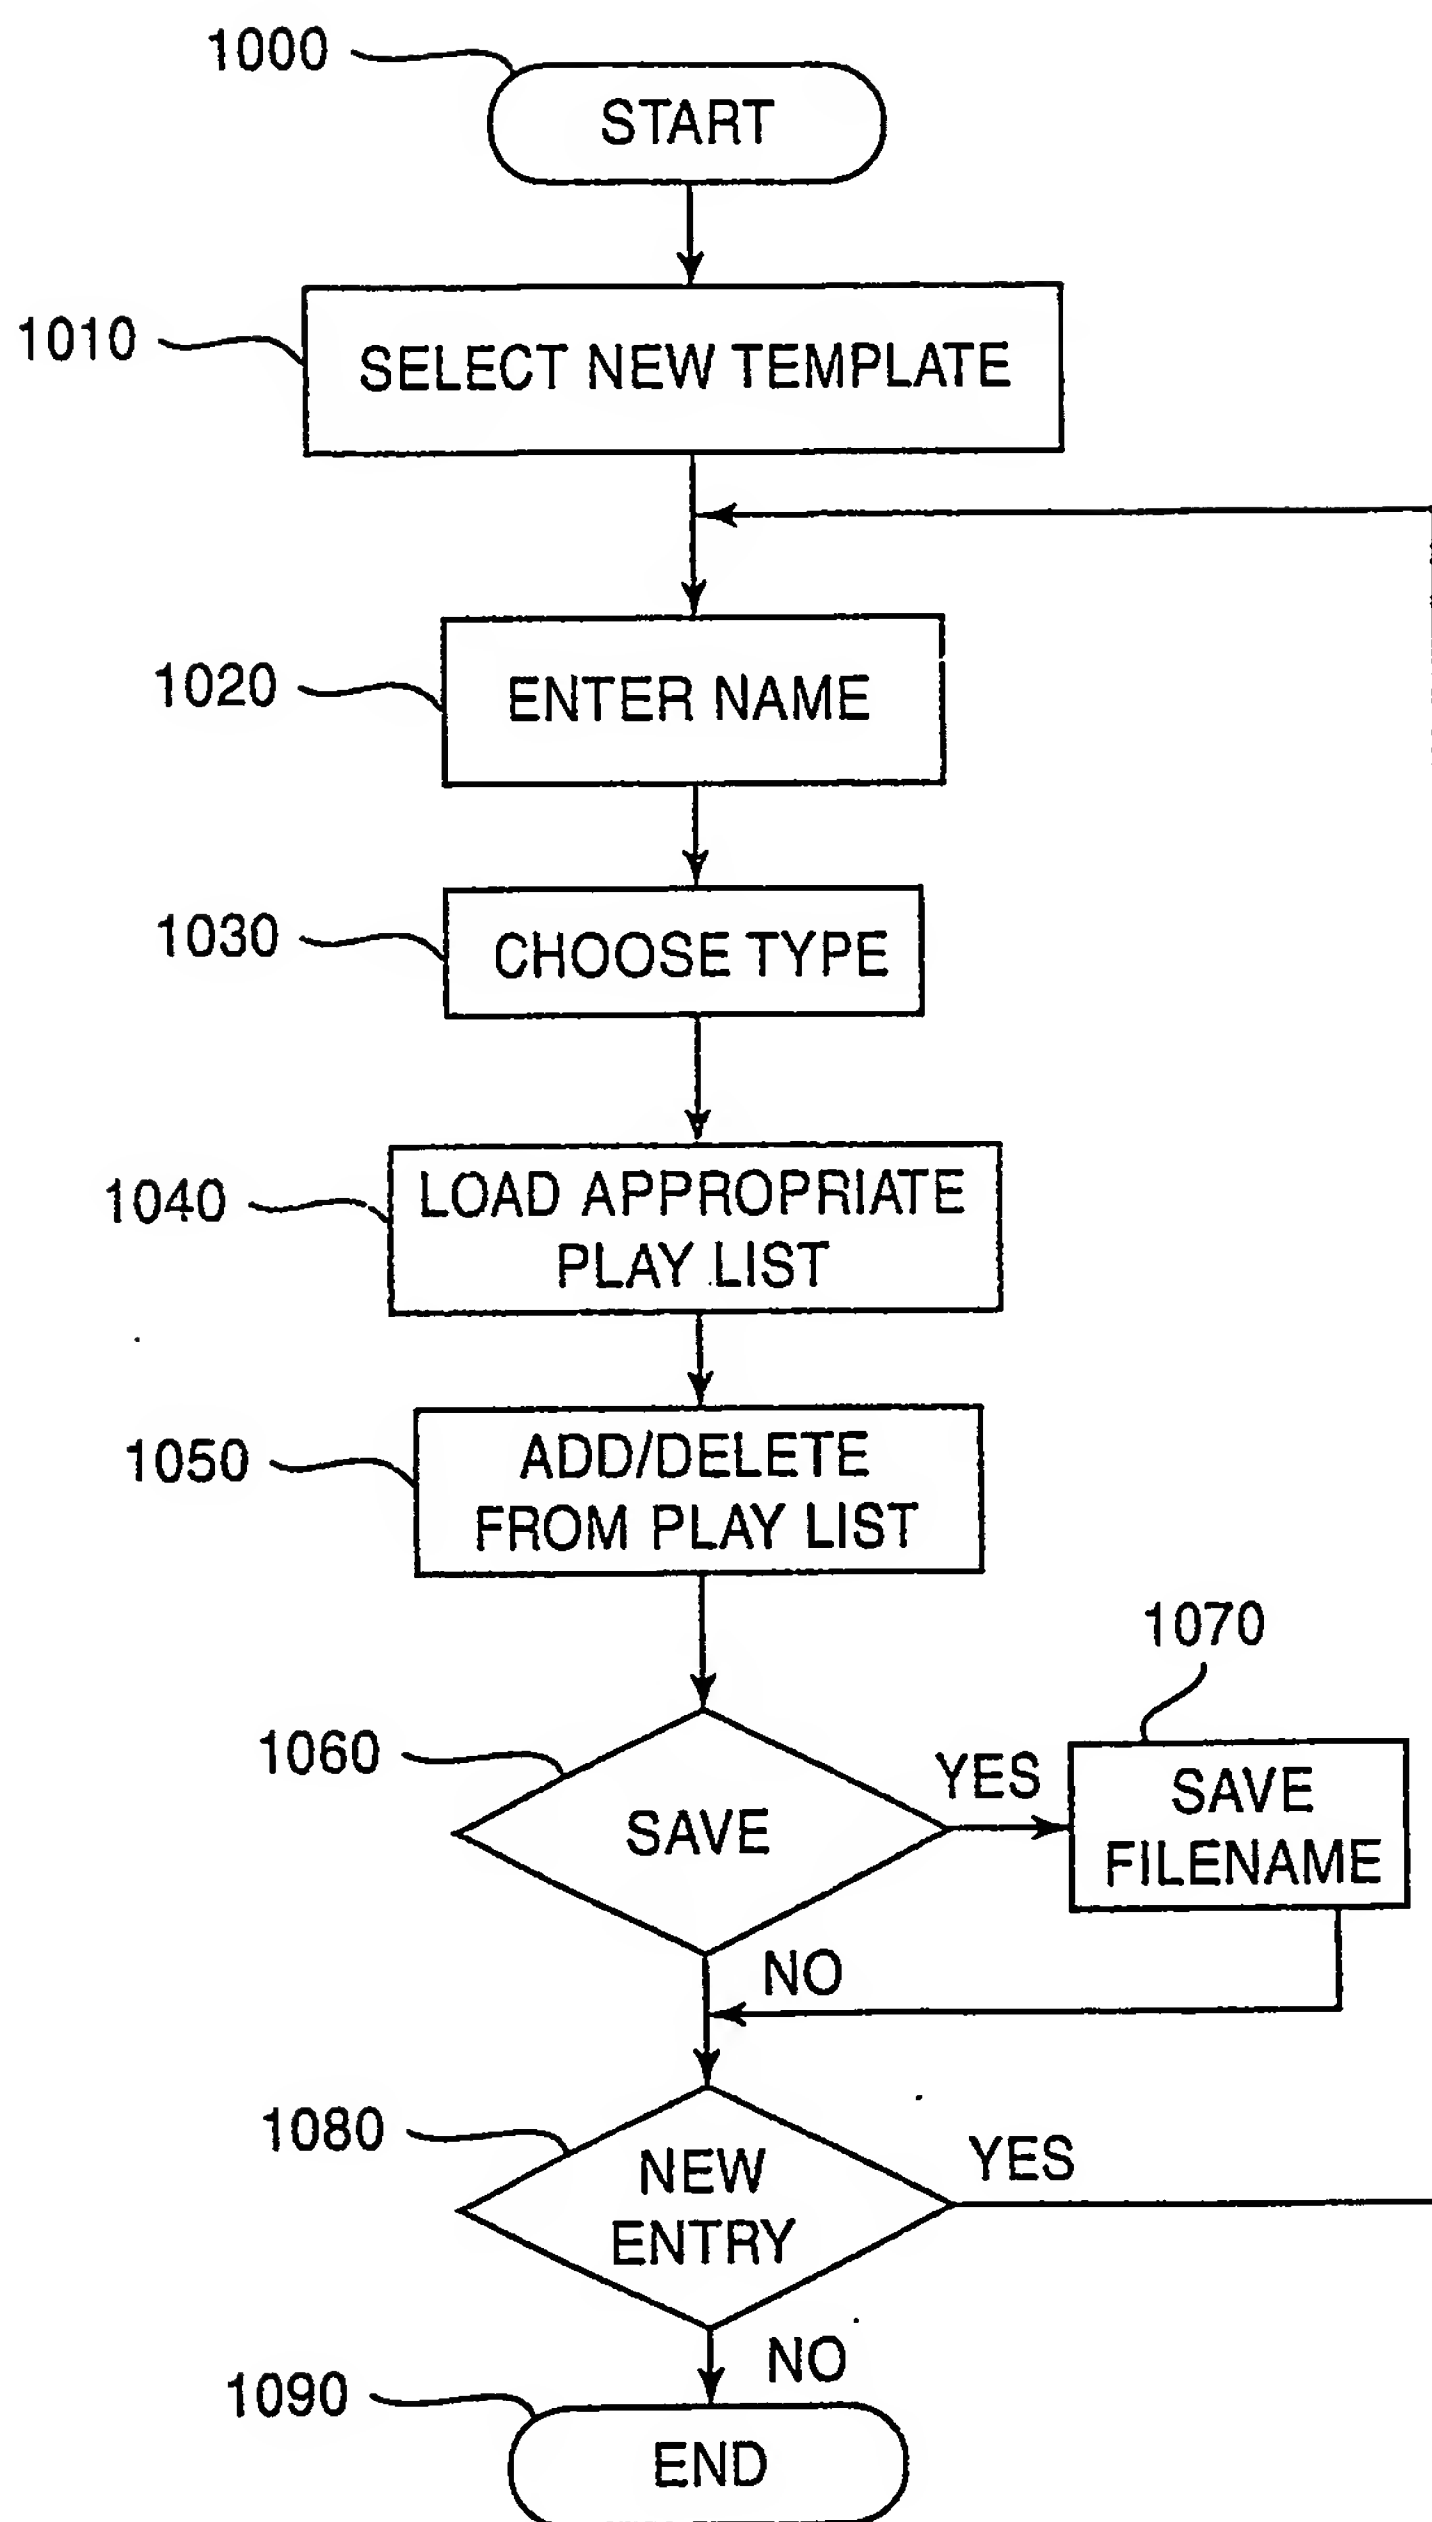 1000
START
1010
SELECT NEW TEMPLATE
1020
ENTER NAME
1030
CHOOSE TYPE
1040
LOAD APPROPRIATE
PLAY LIST
1050
ADD/DELETE
FROM PLAY LIST
1060
SAVE
YES
1070
SAVE
FILENAME
NO
1080
NEW
ENTRY
YES
NO
1090
END